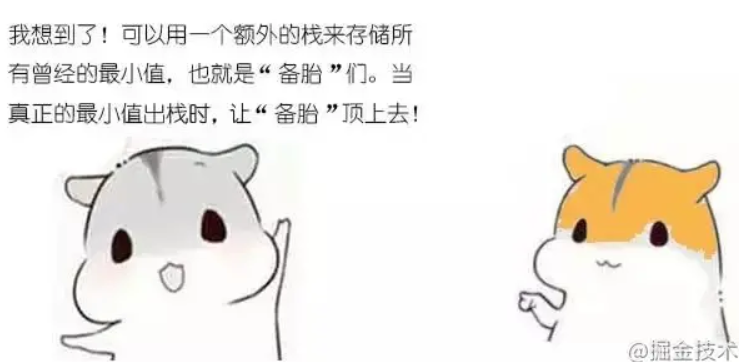 我想到了！可以用一个额外的栈来存储所
有曾经的最小值，也就是“备胎”们。当
真正的最小值出栈时，让“备胎”顶上去！
@掘金技术